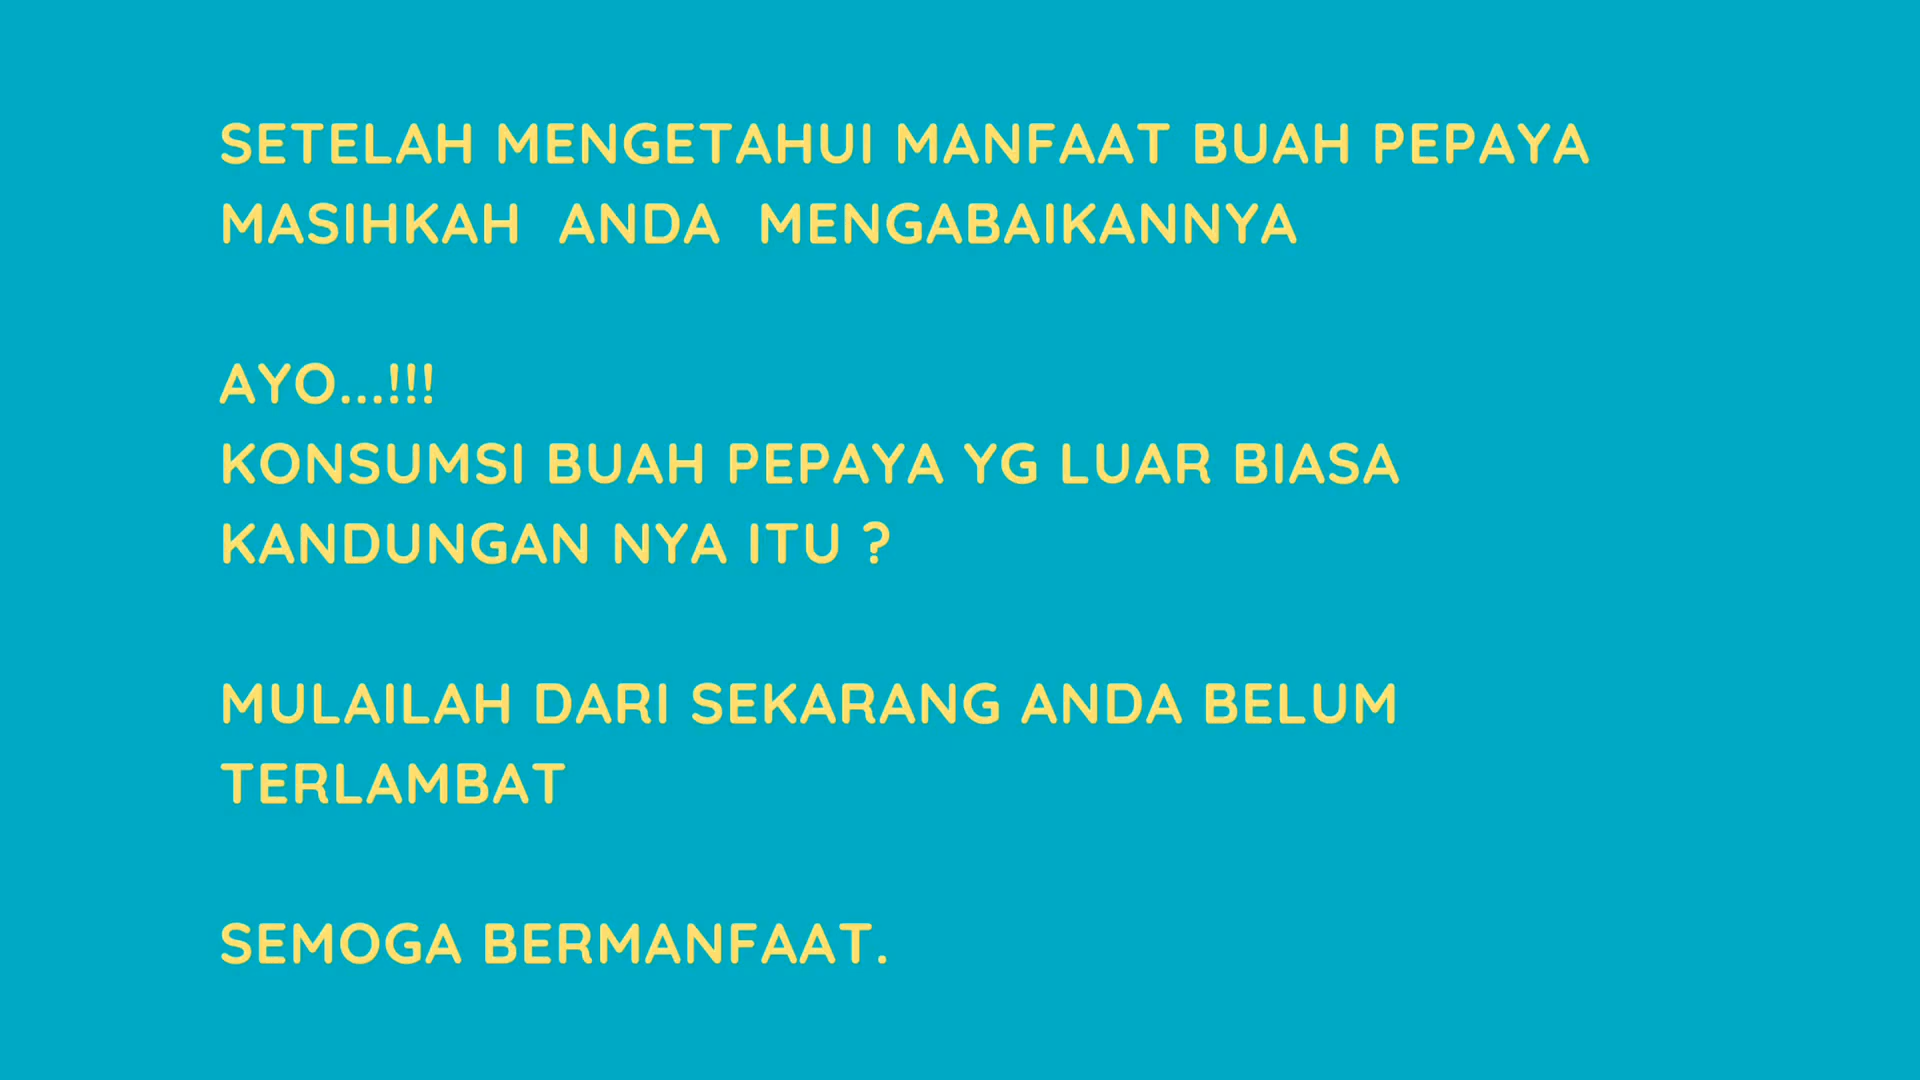 SETELAH MENGETAHUI MANFAAT BUAH PEPAYA
MASIHKAH ANDA MENGABAIKANNYA
AYO...!!!
KONSUMSI BUAH PEPAYA YG LUAR BIASA
KANDUNGAN NYA ITU ?
MULAILAH DARI SEKARANG ANDA BELUM
TERLAMBAT
SEMOGA BERMANFAAT.